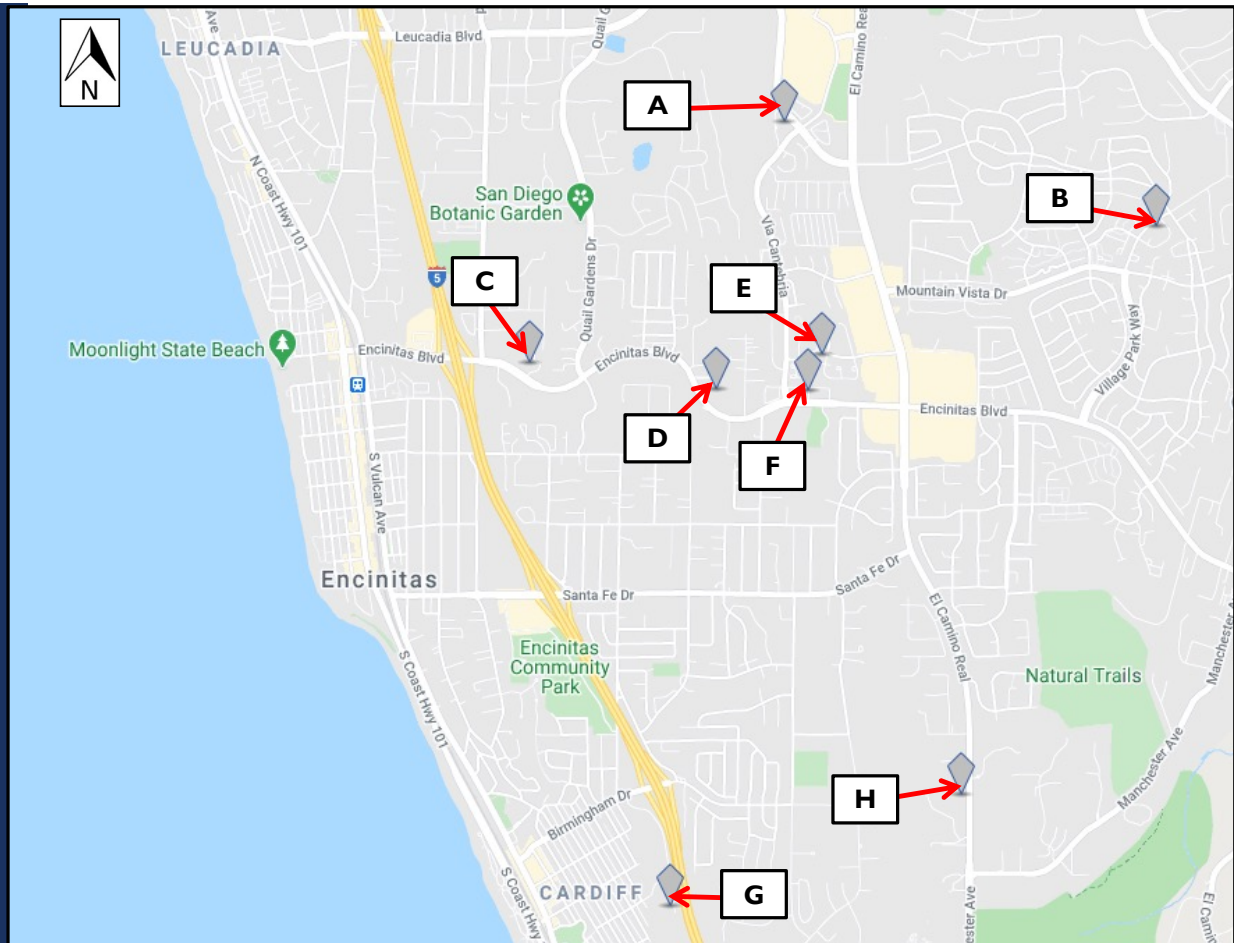 N
LEUCADIA
Ave
Leucadia Blvd
Quail G
El Camino Real
A
N Coast Hwy 101
San Diego
Botanic Garden
Quail Gardens Dr
Via Cantebria
B
5
C
E
Mountain Vista Dr
Village Park Way
Moonlight State Beach
Encinitas Blvd
Encinitas Blvd
Encinitas Blvd
D
F
S Vulcan Ave
Encinitas
Santa Fe Dr
Santa Fe Dr
El Camino Real
Encinitas
Community
Park
Natural Trails
Manchester A
S Coast Hwy 101
Manchester Ave
H
Birmingham Dr
S Coast Hwy
CARDIFF
G
ester Ave
El Cami